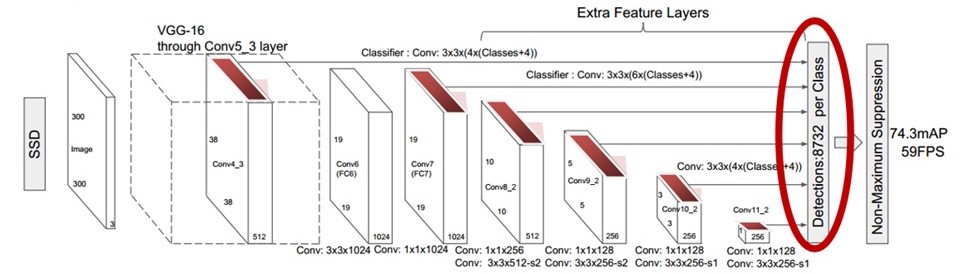 Extra Feature Layers
VGG-16
through Conv5_3 layer
Classifier : Conv: 3x3x(4x(Classes+4))
Classifier : Conv: 3x3x(6x(Classes+4))
SSD
300
Image
300
3
38
Conv4_3
38
512
19
Conv6
(FC6)
19
1024
19
Conv7
(FC7)
19
1024
10
Conv8_2
10
512
5
Conv9_2
5
256
Conv: 3x3x(4x(Classes+4))
3
Conv10_2
3
256
Conv11_2
1
256
Detections:8732 per Class
Non-Maximum Suppression
74.3mAP
59FPS
Conv: 3x3x1024
Conv: 1x1x1024
Conv: 1x1x256
Conv: 3x3x512-s2
Conv: 1x1x128
Conv: 3x3x256-s2
Conv: 1x1x128
Conv: 3x3x256-s1
Conv: 1x1x128
Conv: 3x3x256-s1